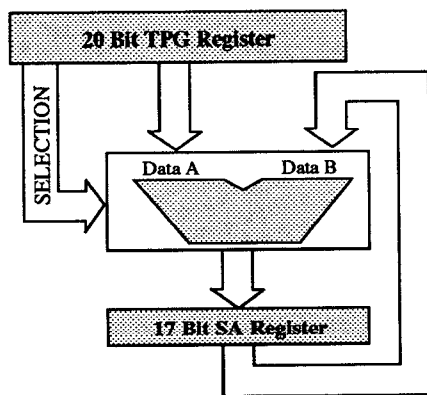 20 Bit TPG Register
SELECTION
Data A
Data B
17 Bit SA Register